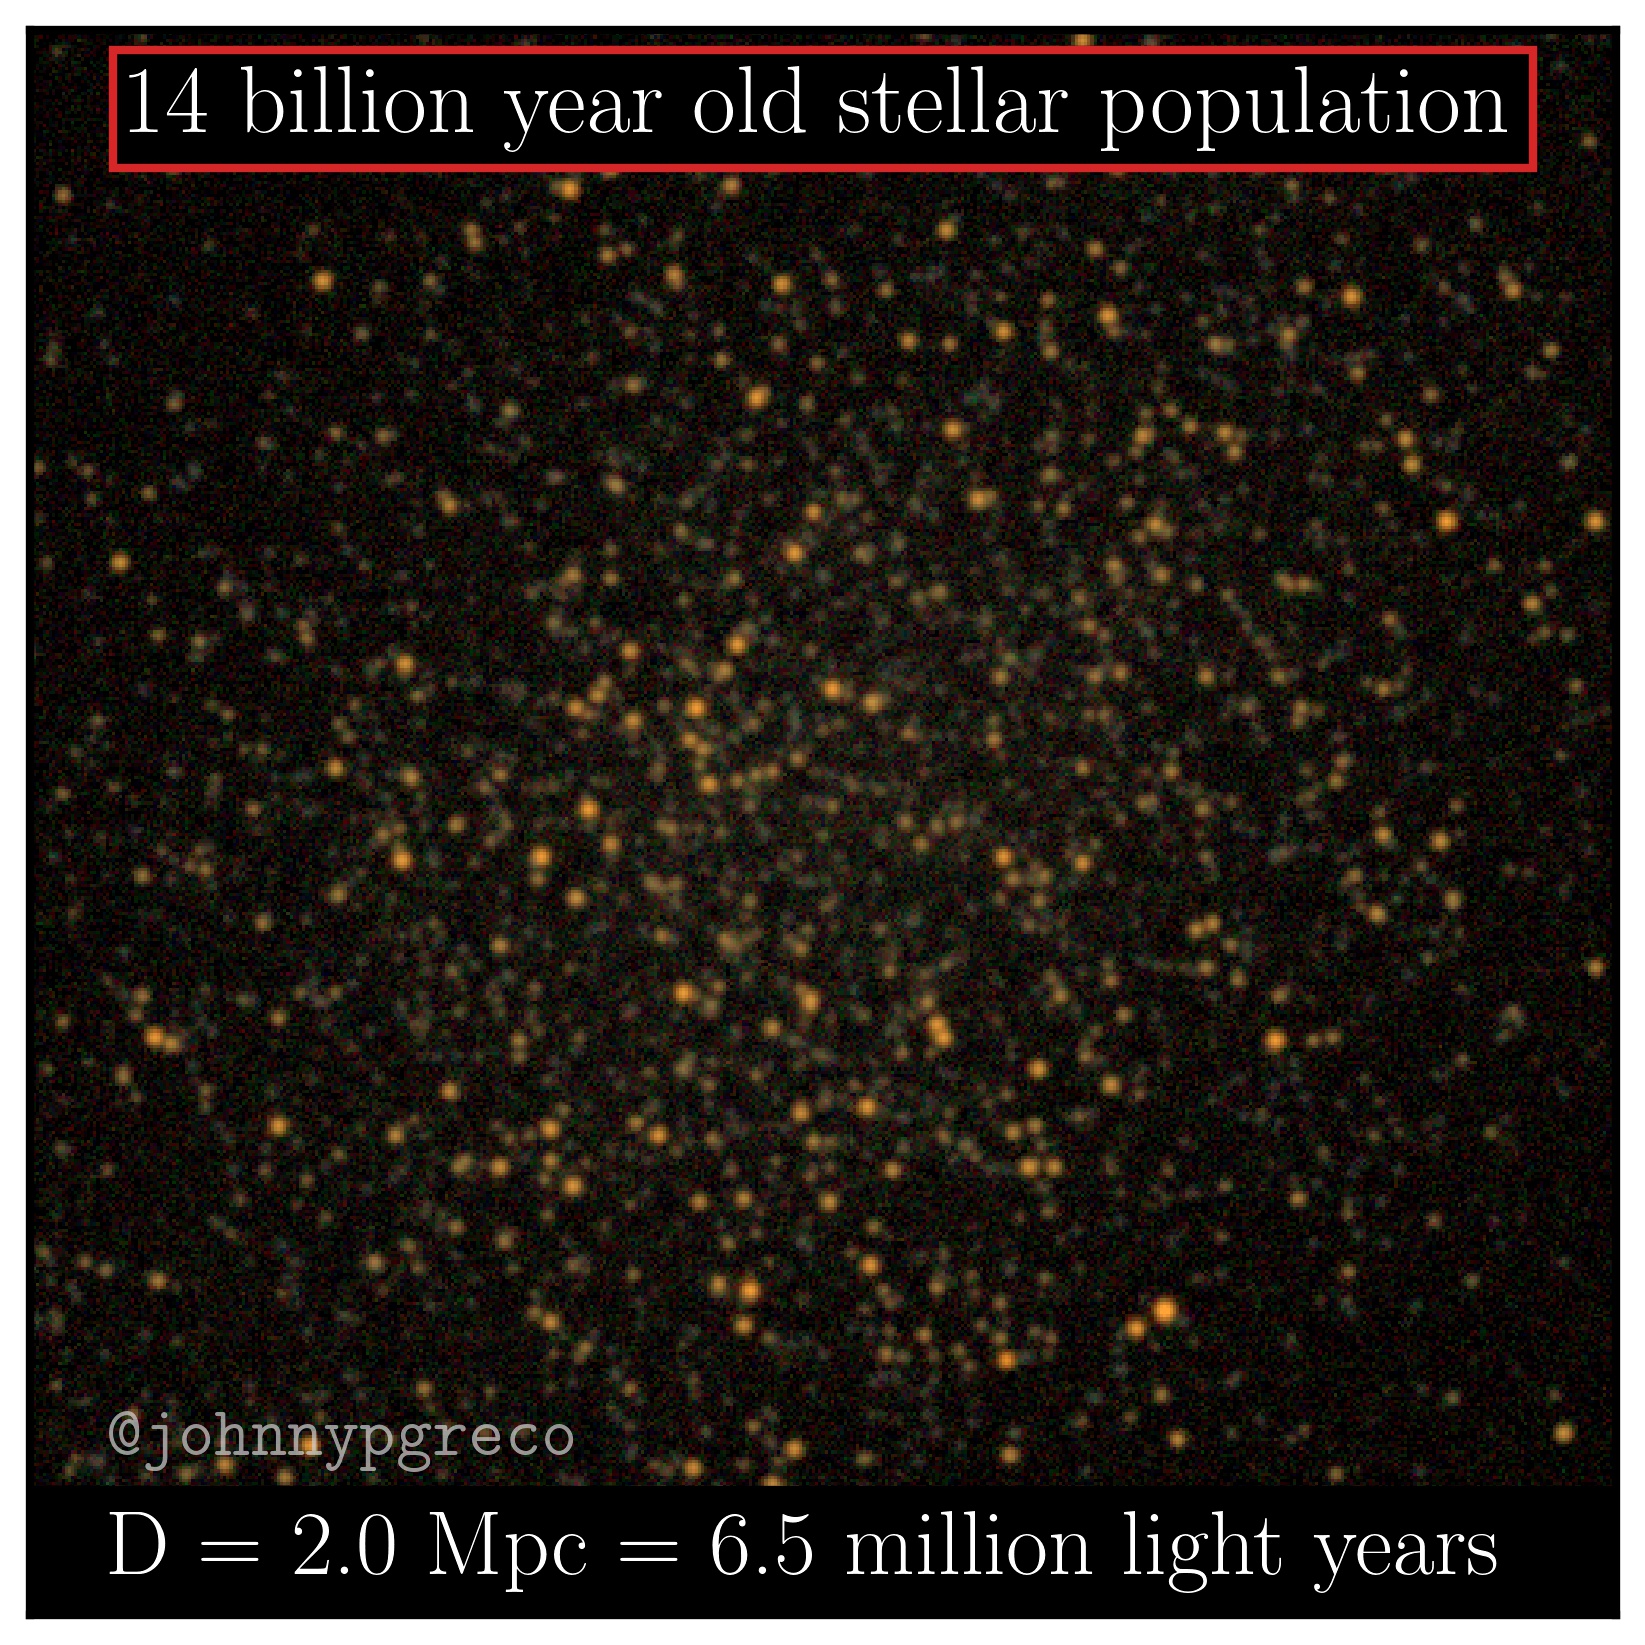 14 billion year old stellar population
@johnnypgreco
D = 2.0 Mpc = 6.5 million light years